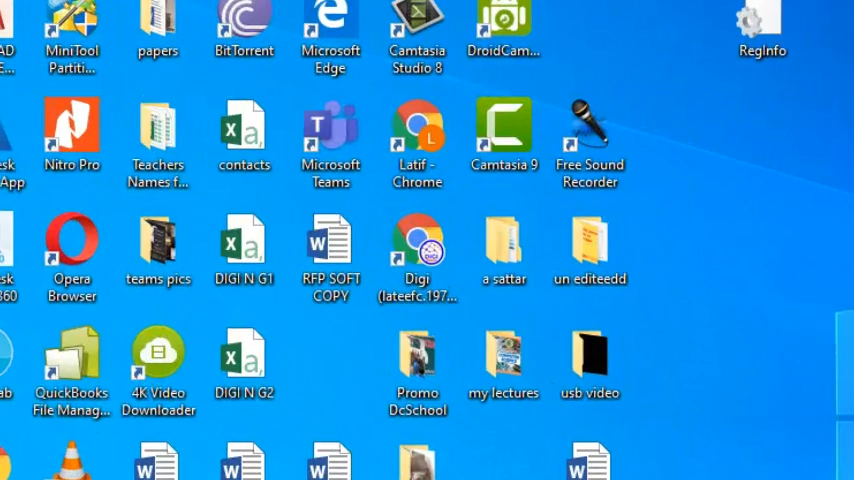 AD
E...
MiniTool
Partiti...
papers
BitTorrent
Microsoft
Edge
Camtasia
Studio 8
DroidCam...
RegInfo
esk
App
Nitro Pro
Teachers
Names f...
contacts
Microsoft
Teams
Latif -
Chrome
Camtasia 9
Free Sound
Recorder
esk
360
Opera
Browser
teams pics
DIGI N G1
RFP SOFT
COPY
Digi
(lateefc.197...
a sattar
un editeedd
ab
QuickBooks
File Manag...
4K Video
Downloader
DIGI N G2
Promo
DcSchool
my lectures
usb video